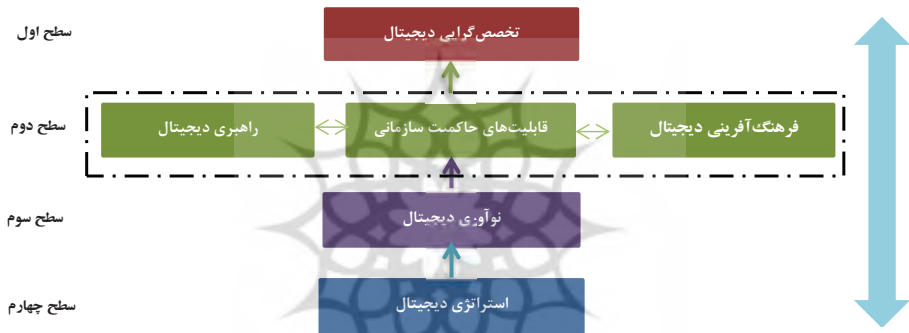 سطح اول
تخصص‌گرایی دیجیتال
سطح دوم
فرهنگ‌آفرینی دیجیتال
قابلیت‌های حاکمیت سازمانی
راهبری دیجیتال
سطح سوم
نوآوری دیجیتال
سطح چهارم
استراتژی دیجیتال